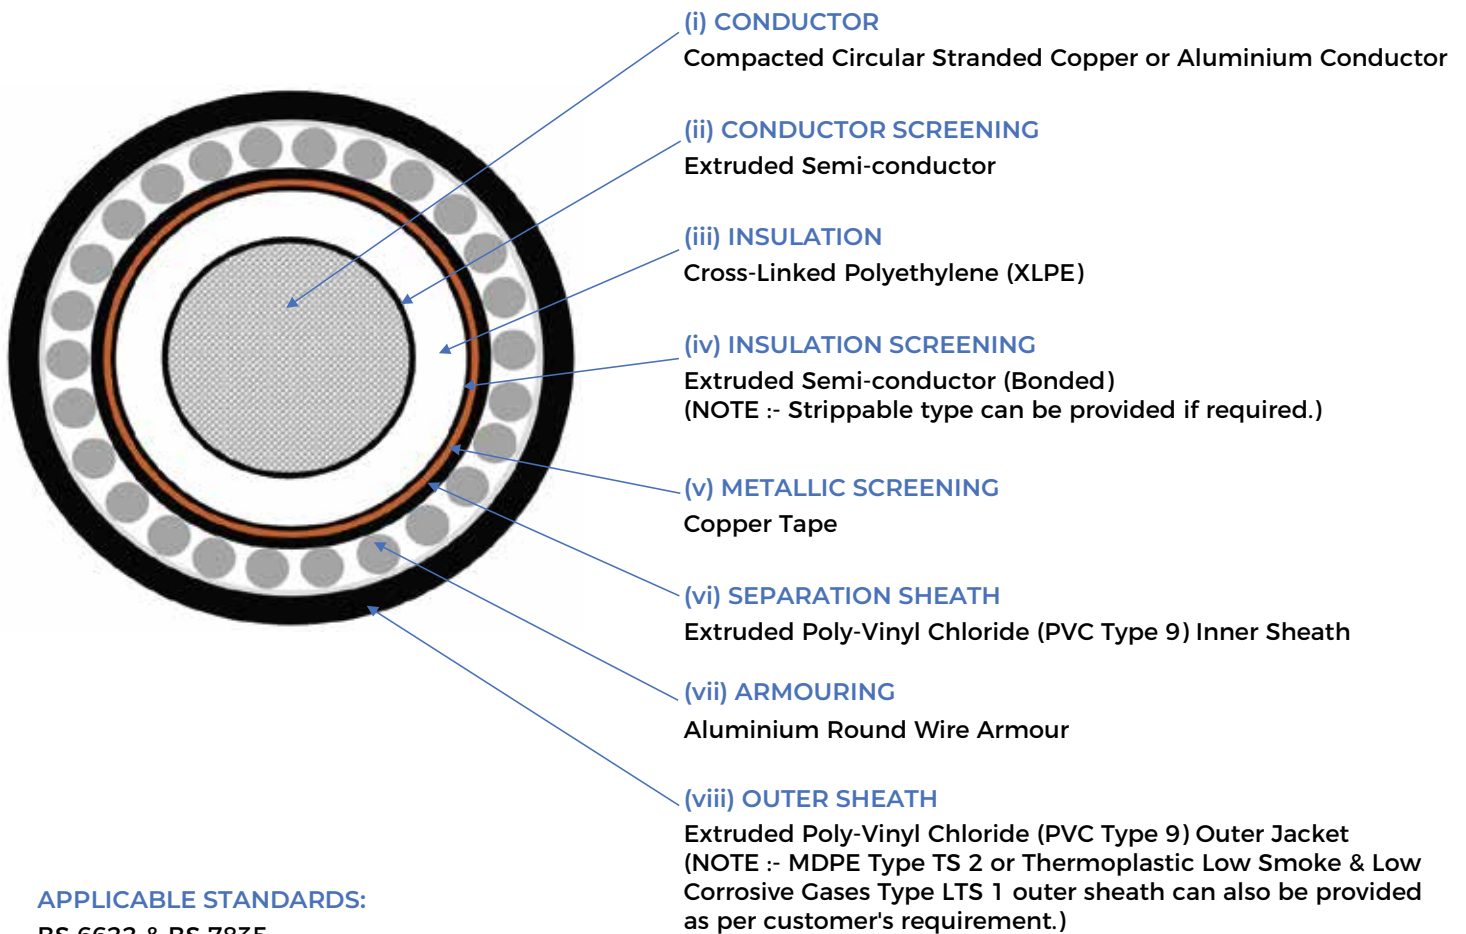 (i) CONDUCTOR
Compacted Circular Stranded Copper or Aluminium Conductor
(ii) CONDUCTOR SCREENING
Extruded Semi-conductor
(iii) INSULATION
Cross-Linked Polyethylene (XLPE)
(iv) INSULATION SCREENING
Extruded Semi-conductor (Bonded)
(NOTE :- Strippable type can be provided if required.)
(v) METALLIC SCREENING
Copper Tape
(vi) SEPARATION SHEATH
Extruded Poly-Vinyl Chloride (PVC Type 9) Inner Sheath
(vii) ARMOURING
Aluminium Round Wire Armour
(viii) OUTER SHEATH
Extruded Poly-Vinyl Chloride (PVC Type 9) Outer Jacket
(NOTE :- MDPE Type TS 2 or Thermoplastic Low Smoke & Low
Corrosive Gases Type LTS 1 outer sheath can also be provided
as per customer's requirement.)
APPLICABLE STANDARDS:
BS 6622 & BS 7835